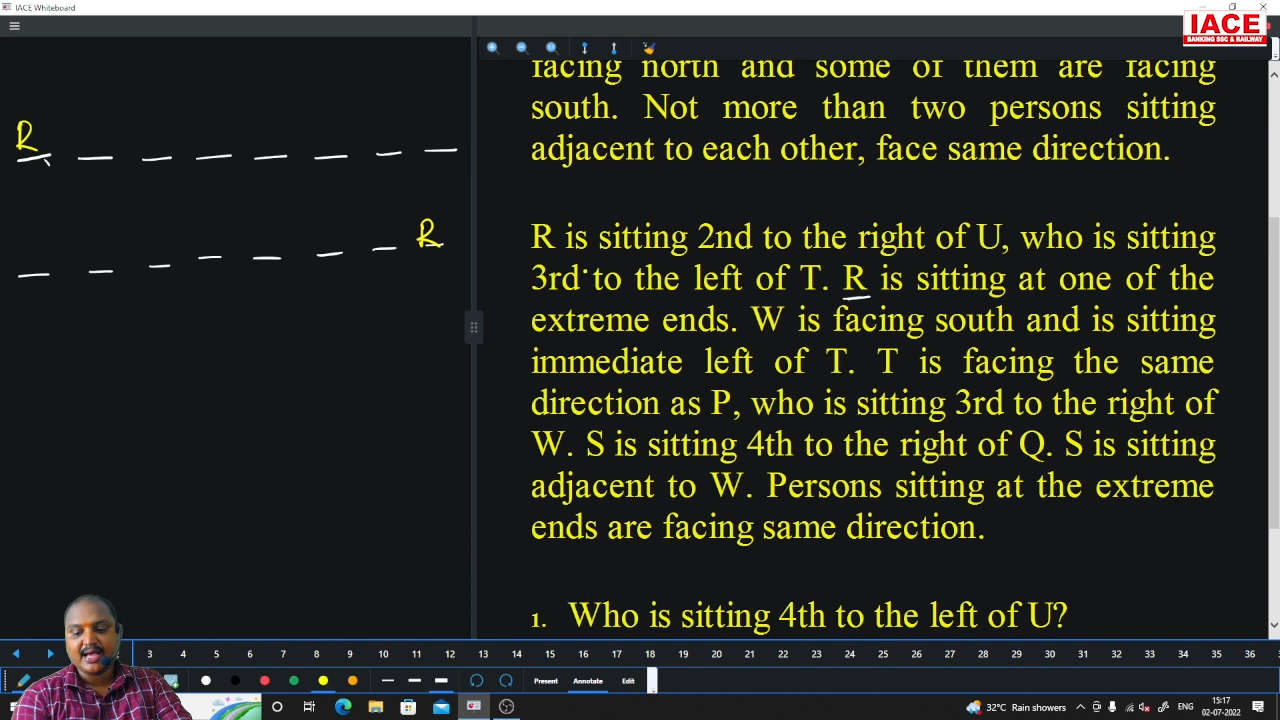 IACE Whiteboard
IACE
BANKING SSC & RAILWAY
facing north and some of them are facing
south. Not more than two persons sitting
adjacent to each other, face same direction.
R is sitting 2nd to the right of U, who is sitting
3rd to the left of T. R is sitting at one of the
extreme ends. W is facing south and is sitting
immediate left of T. T is facing the same
direction as P, who is sitting 3rd to the right of
W. S is sitting 4th to the right of Q. S is sitting
adjacent to W. Persons sitting at the extreme
ends are facing same direction.
1. Who is sitting 4th to the left of U?
R
R
3 4 5 6 7 8 9 10 11 12 13 14 15 16 17 18 19 20 21 22 23 24 25 26 27 28 29 30 31 32 33 34 35 36
Present Annotate Edit
32°C Rain showers ENG 15:17
02-07-2022